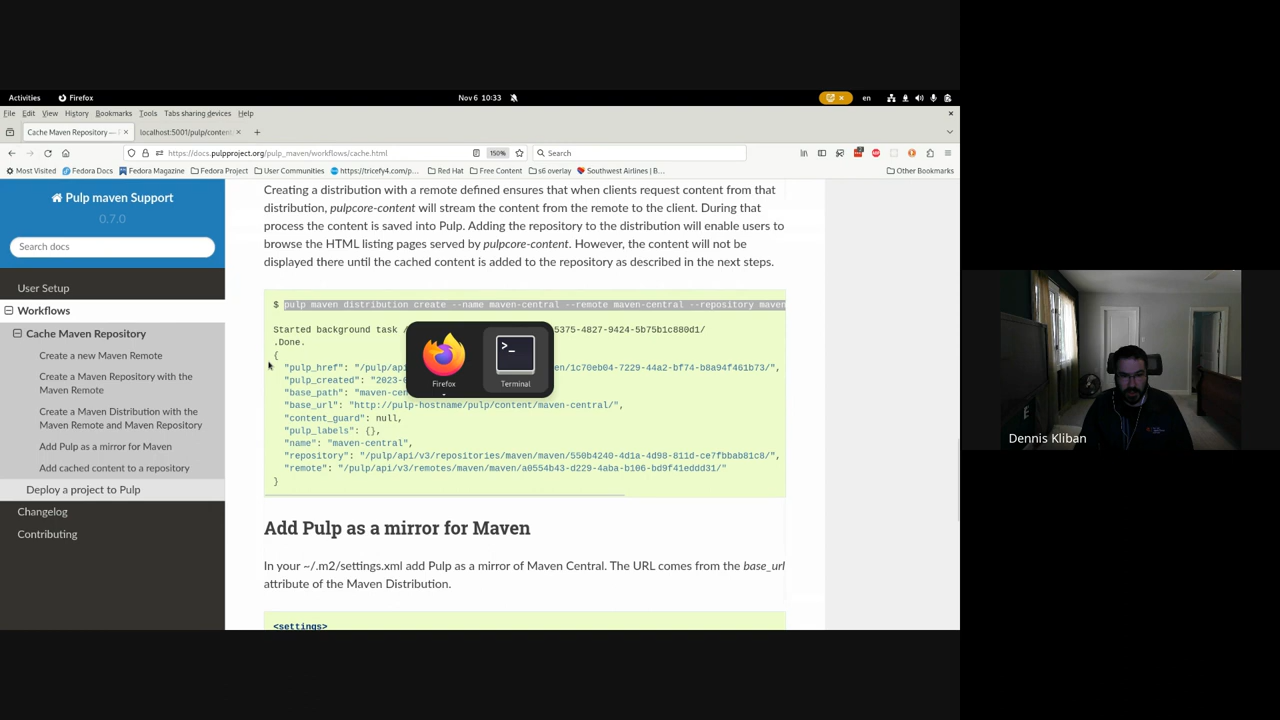 Activities Firefox Nov 6 10:33 en
File Edit View History Bookmarks Tools Tabs sharing devices Help
Cache Maven Repository — localhost:5001/pulp/conten
https://docs.pulpproject.org/pulp_maven/workflows/cache.html 150% Search
Most Visited Fedora Docs Fedora Magazine Fedora Project User Communities https://tricefy4.com/p… Red Hat Free Content s6 overlay Southwest Airlines | B… Other Bookmarks
Pulp maven Support
0.7.0
Search docs
User Setup
Workflows
Cache Maven Repository
Create a new Maven Remote
Create a Maven Repository with the
Maven Remote
Create a Maven Distribution with the
Maven Remote and Maven Repository
Add Pulp as a mirror for Maven
Add cached content to a repository
Deploy a project to Pulp
Changelog
Contributing
Creating a distribution with a remote defined ensures that when clients request content from that
distribution, pulpcore-content will stream the content from the remote to the client. During that
process the content is saved into Pulp. Adding the repository to the distribution will enable users to
browse the HTML listing pages served by pulpcore-content. However, the content will not be
displayed there until the cached content is added to the repository as described in the next steps.
$ pulp maven distribution create --name maven-central --remote maven-central --repository maven
Started background task / 5375-4827-9424-5b75b1c880d1/
.Done.
{
"pulp_href": "/pulp/api en/1c70eb04-7229-44a2-bf74-b8a94f461b73/",
"pulp_created": "2023-
"base_path": "maven-cen
"base_url": "http://pulp-hostname/pulp/content/maven-central/",
"content_guard": null,
"pulp_labels": {},
"name": "maven-central",
"repository": "/pulp/api/v3/repositories/maven/maven/550b4240-4d1a-4d98-811d-ce7fbbab81c8/",
"remote": "/pulp/api/v3/remotes/maven/maven/a0554b43-d229-4aba-b106-bd9f41eddd31/"
}
Firefox Terminal
Add Pulp as a mirror for Maven
In your ~/.m2/settings.xml add Pulp as a mirror of Maven Central. The URL comes from the base_url
attribute of the Maven Distribution.
<settings>
Dennis Kliban